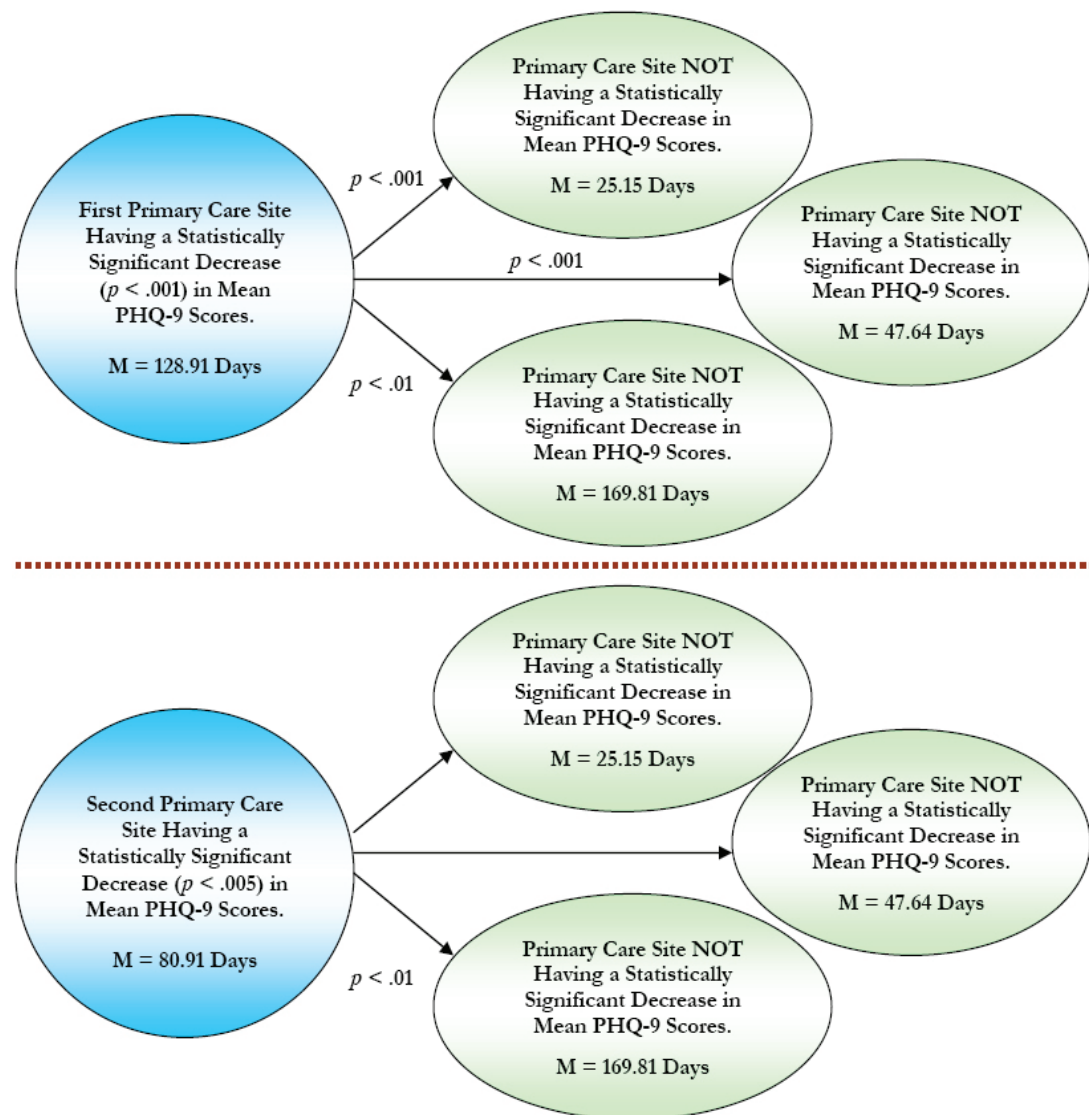 Primary Care Site NOT
Having a Statistically
Significant Decrease in
Mean PHQ-9 Scores.
M = 25.15 Days
p < .001
First Primary Care Site
Having a Statistically
Significant Decrease
(p < .001) in Mean
PHQ-9 Scores.
M = 128.91 Days
p < .001
Primary Care Site NOT
Having a Statistically
Significant Decrease in
Mean PHQ-9 Scores.
M = 47.64 Days
p < .01
Primary Care Site NOT
Having a Statistically
Significant Decrease in
Mean PHQ-9 Scores.
M = 169.81 Days
Primary Care Site NOT
Having a Statistically
Significant Decrease in
Mean PHQ-9 Scores.
M = 25.15 Days
Second Primary Care
Site Having a
Statistically Significant
Decrease (p < .005) in
Mean PHQ-9 Scores.
M = 80.91 Days
Primary Care Site NOT
Having a Statistically
Significant Decrease in
Mean PHQ-9 Scores.
M = 47.64 Days
p < .01
Primary Care Site NOT
Having a Statistically
Significant Decrease in
Mean PHQ-9 Scores.
M = 169.81 Days